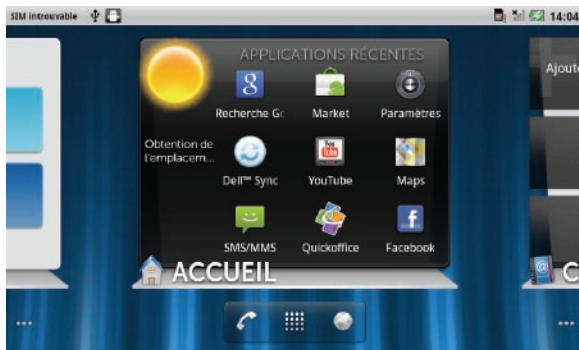 SIM introuvable
14:04
APPLICATIONS RÉCENTES
Recherche Go
Market
Paramètres
Obtention de
l'emplacem...
Dell™ Sync
YouTube
Maps
SMS/MMS
Quickoffice
Facebook
Ajoute
ACCUEIL
C